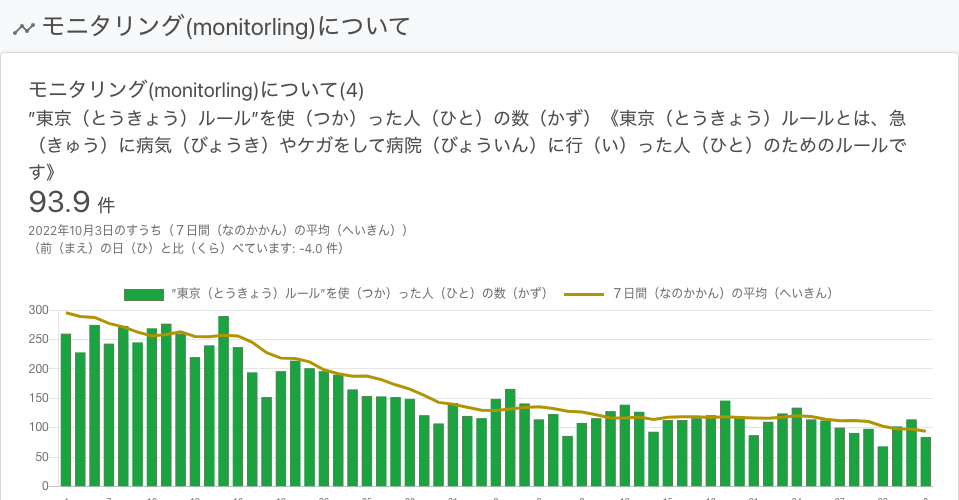 モニタリング(monitorling)について
モニタリング(monitorling)について(4)
”東京（とうきょう）ルール”を使（つか）った人（ひと）の数（かず）《東京（とうきょう）ルールとは、急
（きゅう）に病気（びょうき）やケガをして病院（びょういん）に行（い）った人（ひと）のためのルールで
す》
93.9 件
2022年10月3日のすうち（７日間（なのかかん）の平均（へいきん））
（前（まえ）の日（ひ）と比（くら）べています: -4.0 件）
”東京（とうきょう）ルール”を使（つか）った人（ひと）の数（かず） ７日間（なのかかん）の平均（へいきん）
300
250
200
150
100
50
0